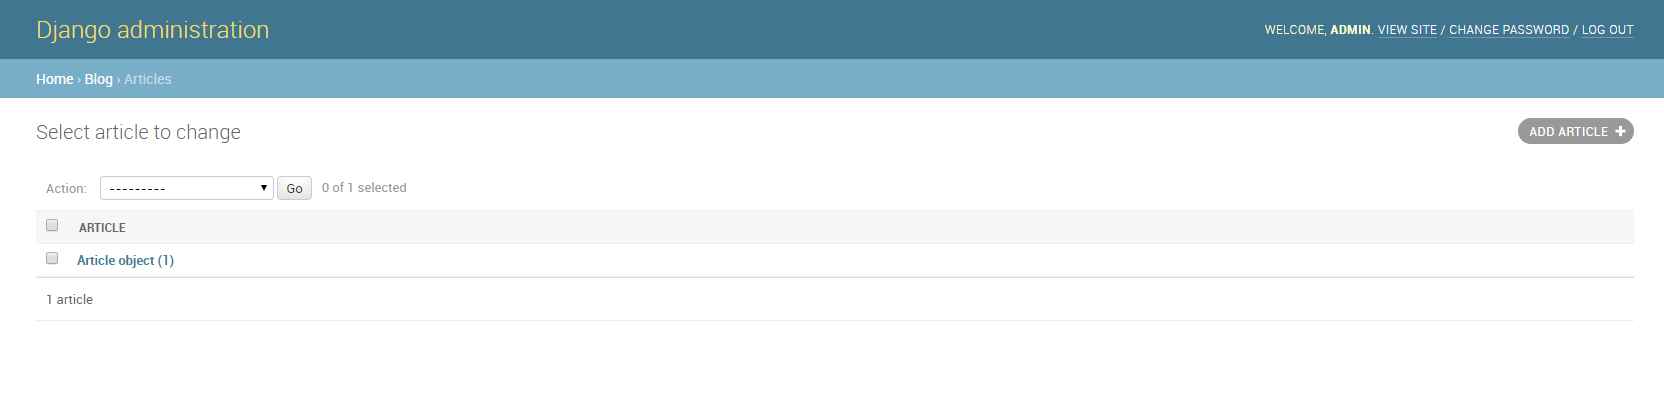 Django administration
WELCOME, ADMIN. VIEW SITE / CHANGE PASSWORD / LOG OUT
Home › Blog › Articles
Select article to change
ADD ARTICLE +
Action: --------- Go 0 of 1 selected
ARTICLE
Article object (1)
1 article